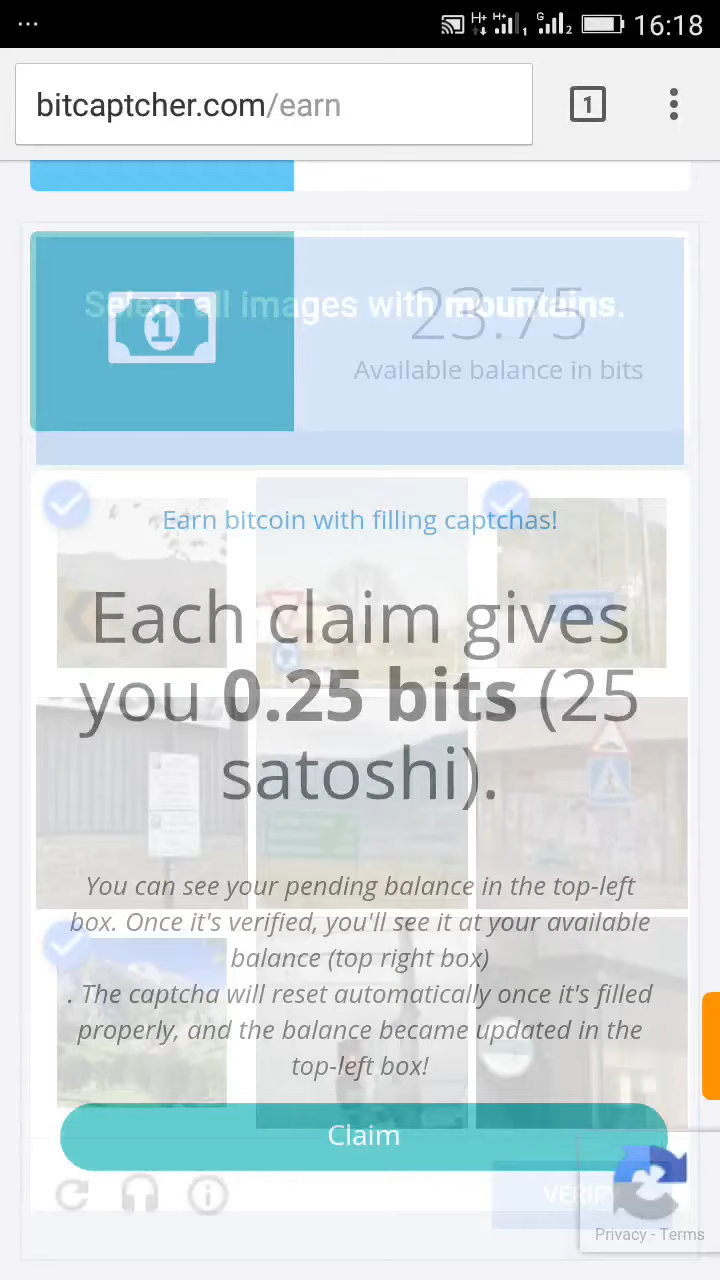 ...
H+ H+ 1 G 2 16:18
bitcaptcher.com/earn
1
Select all images with mountains.
1
23.75
Available balance in bits
Earn bitcoin with filling captchas!
Each claim gives
you 0.25 bits (25
satoshi).
You can see your pending balance in the top-left
box. Once it's verified, you'll see it at your available
balance (top right box)
. The captcha will reset automatically once it's filled
properly, and the balance became updated in the
top-left box!
Claim
VERIFY
Privacy - Terms